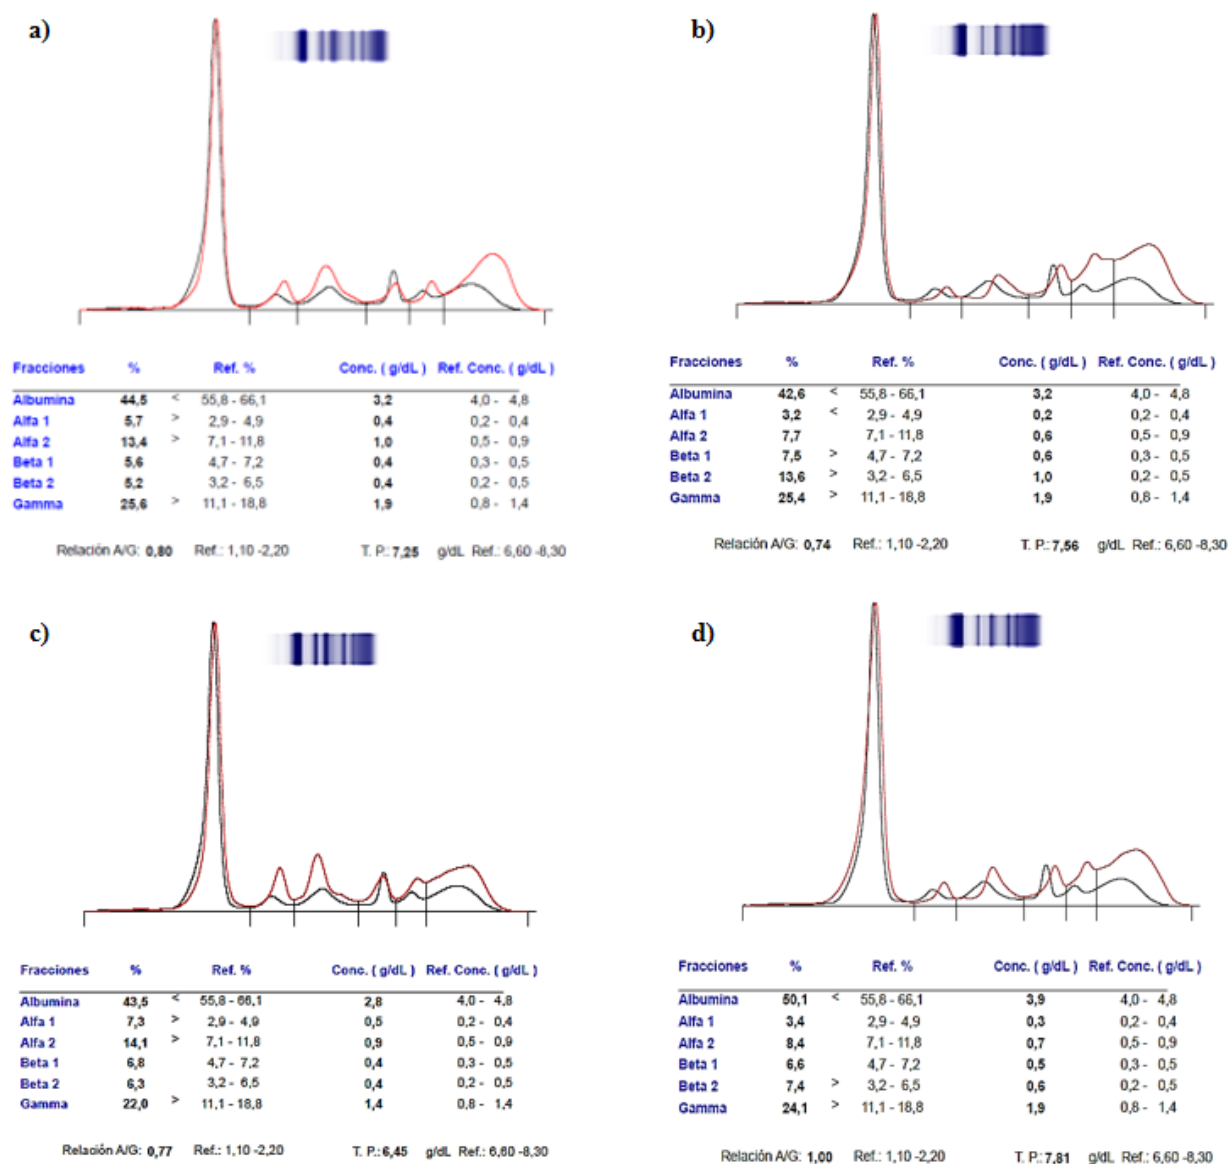 a)
Fracciones % Ref. % Conc. ( g/dL ) Ref. Conc. ( g/dL )
Albumina 44,5 < 55,8 - 66,1 3,2 4,0 - 4,8
Alfa 1 5,7 > 2,9 - 4,9 0,4 0,2 - 0,4
Alfa 2 13,4 > 7,1 - 11,8 1,0 0,5 - 0,9
Beta 1 5,6 4,7 - 7,2 0,4 0,3 - 0,5
Beta 2 5,2 3,2 - 6,5 0,4 0,2 - 0,5
Gamma 25,6 > 11,1 - 18,8 1,9 0,8 - 1,4
Relación A/G: 0,80 Ref.: 1,10 -2,20 T. P.: 7,25 g/dL Ref.: 6,60 -8,30
b)
Fracciones % Ref. % Conc. ( g/dL ) Ref. Conc. ( g/dL )
Albumina 42,6 < 55,8 - 66,1 3,2 4,0 - 4,8
Alfa 1 3,2 < 2,9 - 4,9 0,2 0,2 - 0,4
Alfa 2 7,7 7,1 - 11,8 0,6 0,5 - 0,9
Beta 1 7,5 > 4,7 - 7,2 0,6 0,3 - 0,5
Beta 2 13,6 > 3,2 - 6,5 1,0 0,2 - 0,5
Gamma 25,4 > 11,1 - 18,8 1,9 0,8 - 1,4
Relación A/G: 0,74 Ref.: 1,10 -2,20 T. P.: 7,56 g/dL Ref.: 6,60 -8,30
c)
Fracciones % Ref. % Conc. ( g/dL ) Ref. Conc. ( g/dL )
Albumina 43,5 < 55,8 - 66,1 2,8 4,0 - 4,8
Alfa 1 7,3 > 2,9 - 4,9 0,5 0,2 - 0,4
Alfa 2 14,1 > 7,1 - 11,8 0,9 0,5 - 0,9
Beta 1 6,8 4,7 - 7,2 0,4 0,3 - 0,5
Beta 2 6,3 3,2 - 6,5 0,4 0,2 - 0,5
Gamma 22,0 > 11,1 - 18,8 1,4 0,8 - 1,4
Relación A/G: 0,77 Ref.: 1,10 -2,20 T. P.: 6,45 g/dL Ref.: 6,60 -8,30
d)
Fracciones % Ref. % Conc. ( g/dL ) Ref. Conc. ( g/dL )
Albumina 50,1 < 55,8 - 66,1 3,9 4,0 - 4,8
Alfa 1 3,4 2,9 - 4,9 0,3 0,2 - 0,4
Alfa 2 8,4 7,1 - 11,8 0,7 0,5 - 0,9
Beta 1 6,6 4,7 - 7,2 0,5 0,3 - 0,5
Beta 2 7,4 > 3,2 - 6,5 0,6 0,2 - 0,5
Gamma 24,1 > 11,1 - 18,8 1,9 0,8 - 1,4
Relación A/G: 1,00 Ref.: 1,10 -2,20 T. P.: 7,81 g/dL Ref.: 6,60 -8,30